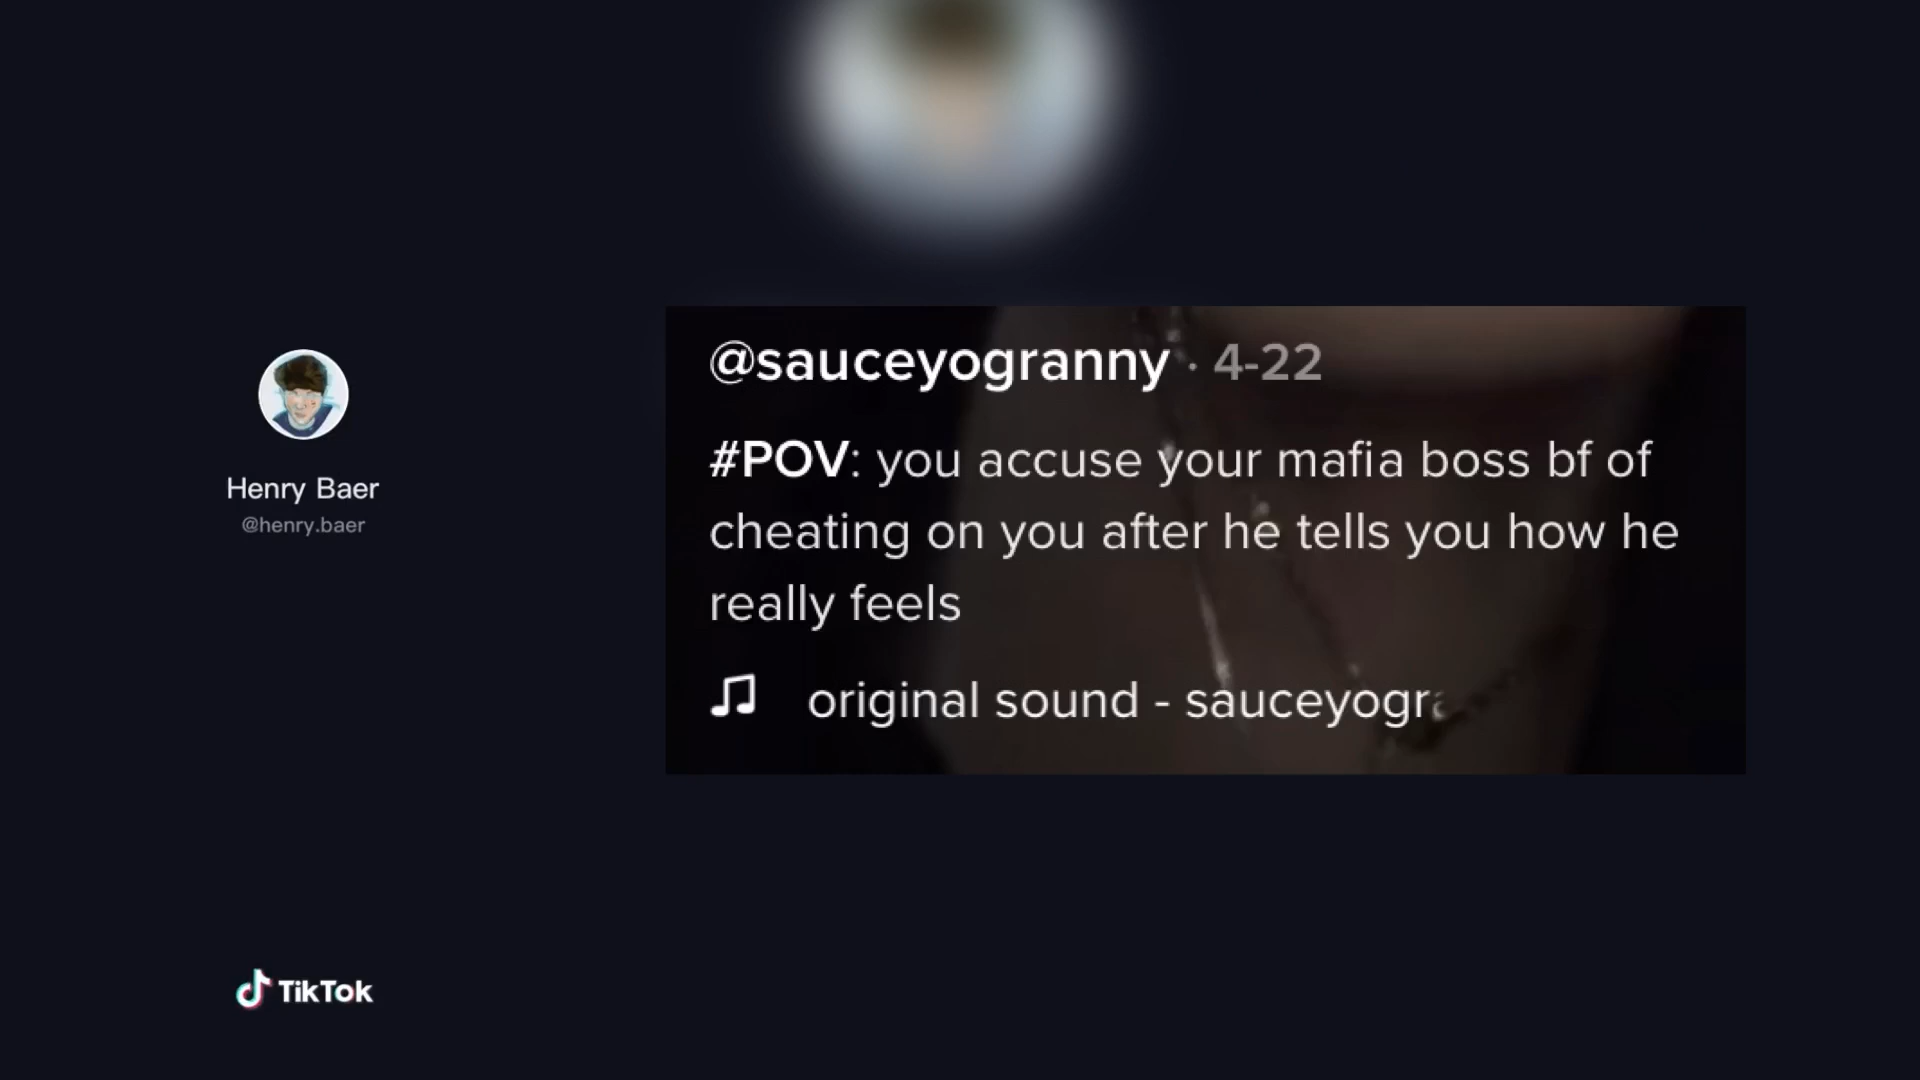 Henry Baer
@henry.baer
@sauceyogranny · 4-22
#POV: you accuse your mafia boss bf of
cheating on you after he tells you how he
really feels
original sound - sauceyogra
TikTok